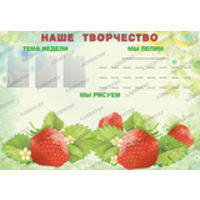 НАШЕ ТВОРЧЕСТВО
ТЕМА НЕДЕЛИ МЫ ЛЕПИМ
МЫ РИСУЕМ